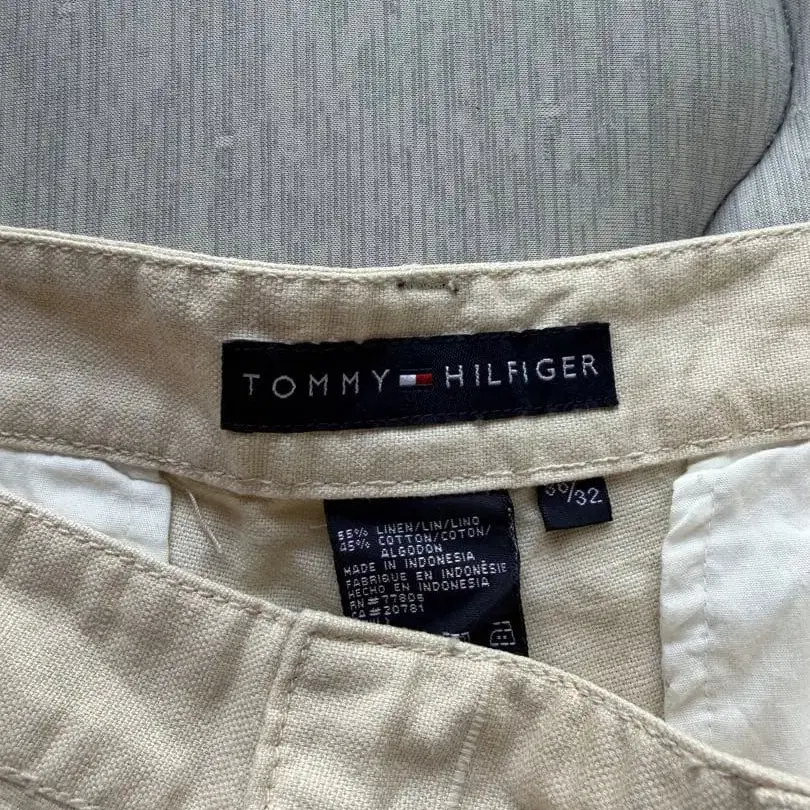 TOMMY HILFIGER
/32
55% LINEN/LIN/LINO
45% COTTON/COTON/
ALGODON
MADE IN INDONESIA
FABRIQUE EN INDONÈSIE
HECHO EN INDONESIA
RN#77806
CA#20781